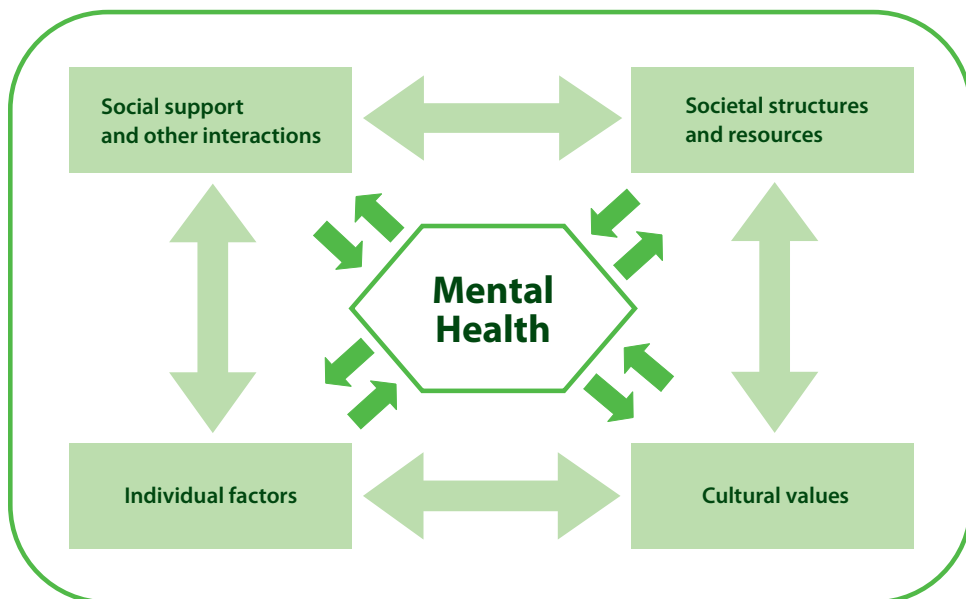 Social support
and other interactions
Societal structures
and resources
Mental
Health
Individual factors
Cultural values